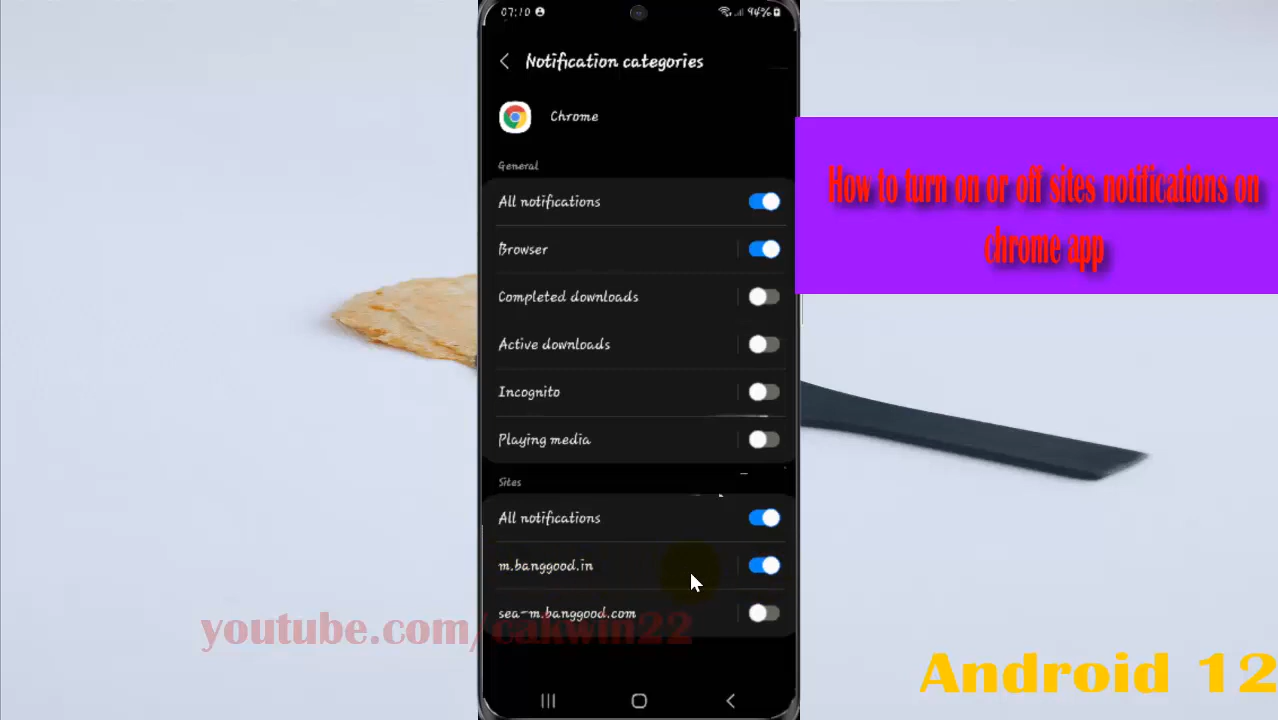 07:10 94%
Notification categories
Chrome
General
All notifications
Browser
Completed downloads
Active downloads
Incognito
Playing media
Sites
All notifications
m.banggood.in
sea-m.banggood.com
How to turn on or off sites notifications on
chrome app
youtube.com/cakwin22
Android 12